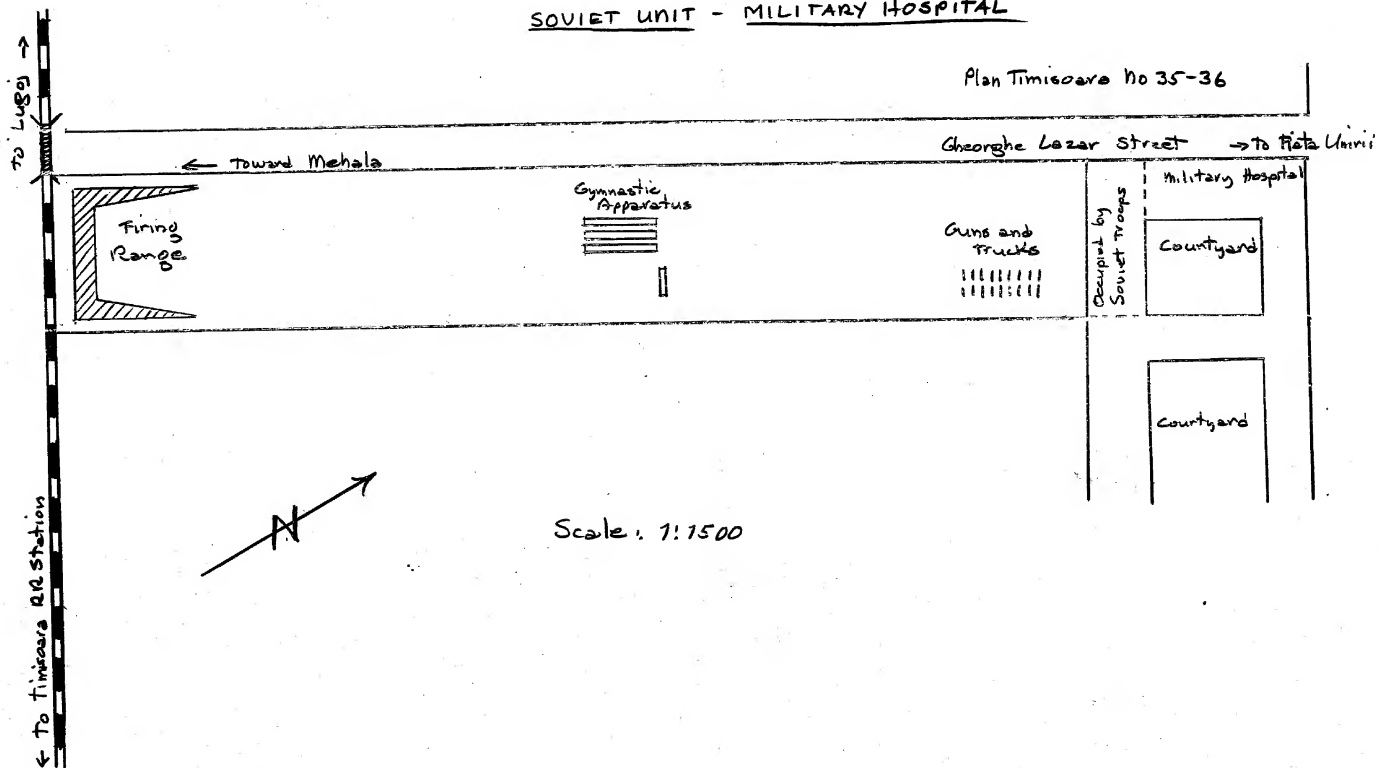 SOVIET UNIT - MILITARY HOSPITAL
Plan Timisoara No 35-36
to Lugoj →
Gheorghe Lazar Street → to Piata Unirii
← Toward Mehala
Military Hospital
Gymnastic
Apparatus
Firing
Range
Guns and
Trucks
Occupied by
Soviet Troops
Courtyard
Courtyard
N
Scale: 1:1500
← To Timisoara RR Station